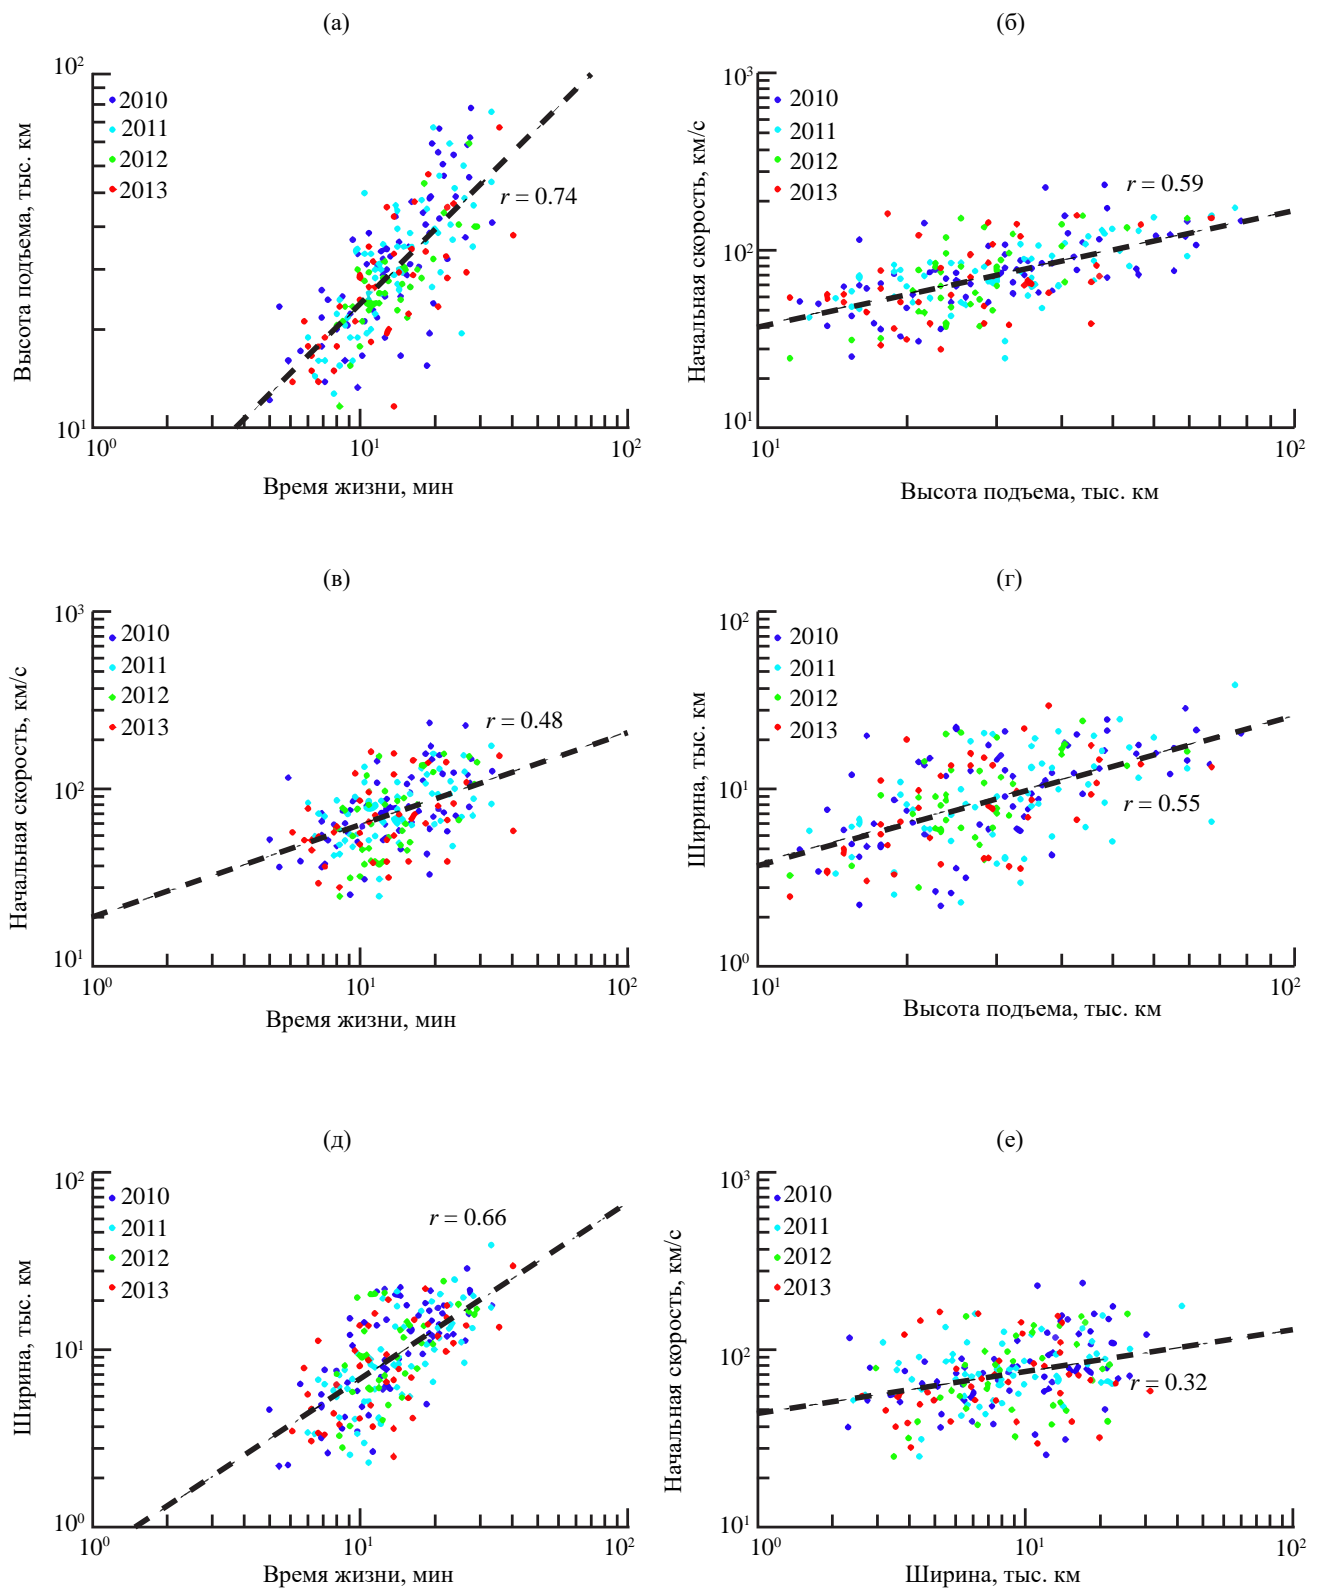 (а)
10²
2010
2011
2012
2013
r = 0.74
Высота подъема, тыс. км
10¹
10⁰
10¹
10²
Время жизни, мин
(б)
10³
2010
2011
2012
2013
r = 0.59
Начальная скорость, км/с
10²
10¹
10¹
10²
Высота подъема, тыс. км
(в)
10³
2010
2011
2012
2013
r = 0.48
Начальная скорость, км/с
10²
10¹
10⁰
10¹
10²
Время жизни, мин
(г)
10²
2010
2011
2012
2013
r = 0.55
Ширина, тыс. км
10¹
10⁰
10¹
10²
Высота подъема, тыс. км
(д)
10²
2010
2011
2012
2013
r = 0.66
Ширина, тыс. км
10¹
10⁰
10⁰
10¹
10²
Время жизни, мин
(е)
10³
2010
2011
2012
2013
r = 0.32
Начальная скорость, км/с
10²
10¹
10⁰
10¹
10²
Ширина, тыс. км